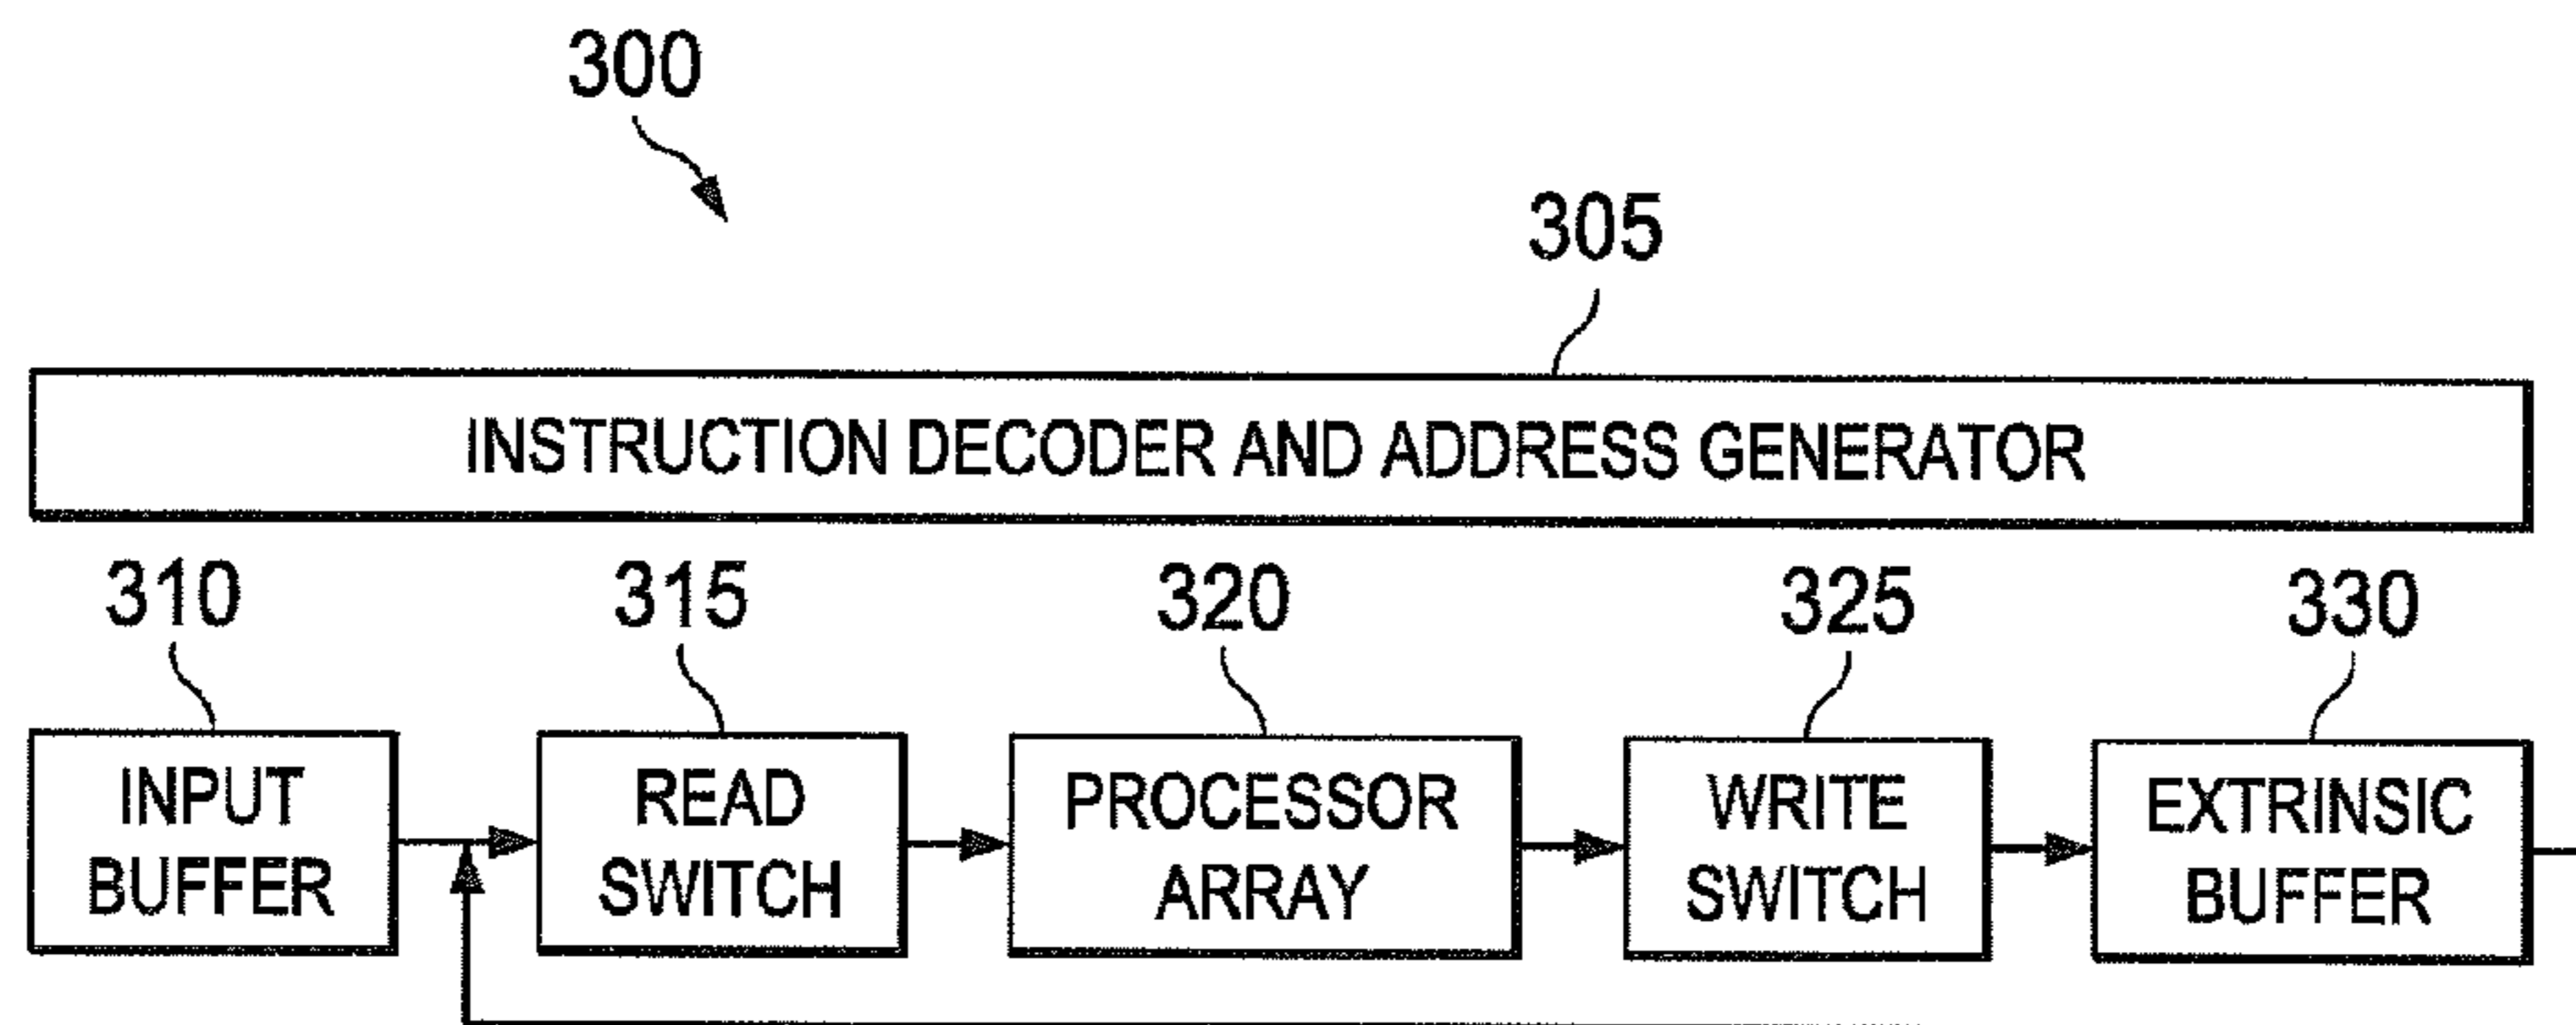 300
305
INSTRUCTION DECODER AND ADDRESS GENERATOR
310
315
320
325
330
INPUT
BUFFER
READ
SWITCH
PROCESSOR
ARRAY
WRITE
SWITCH
EXTRINSIC
BUFFER